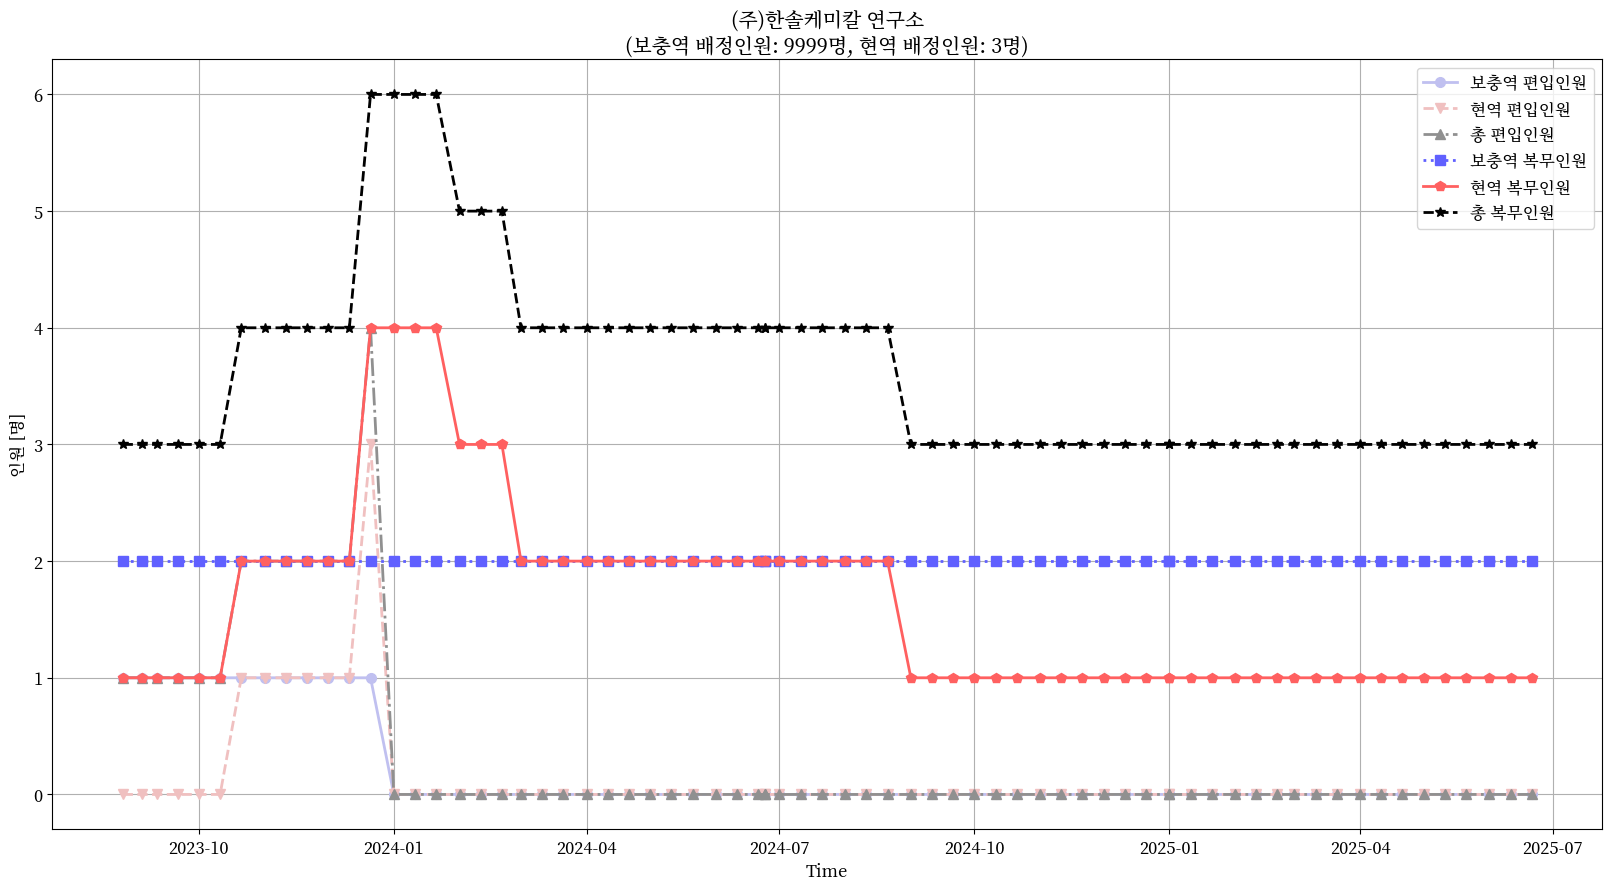 (주)한솔케미칼 연구소
(보충역 배정인원: 9999명, 현역 배정인원: 3명)
인원 [명]
6
5
4
3
2
1
0
보충역 편입인원
현역 편입인원
총 편입인원
보충역 복무인원
현역 복무인원
총 복무인원
2023-10
2024-01
2024-04
2024-07
2024-10
2025-01
2025-04
2025-07
Time